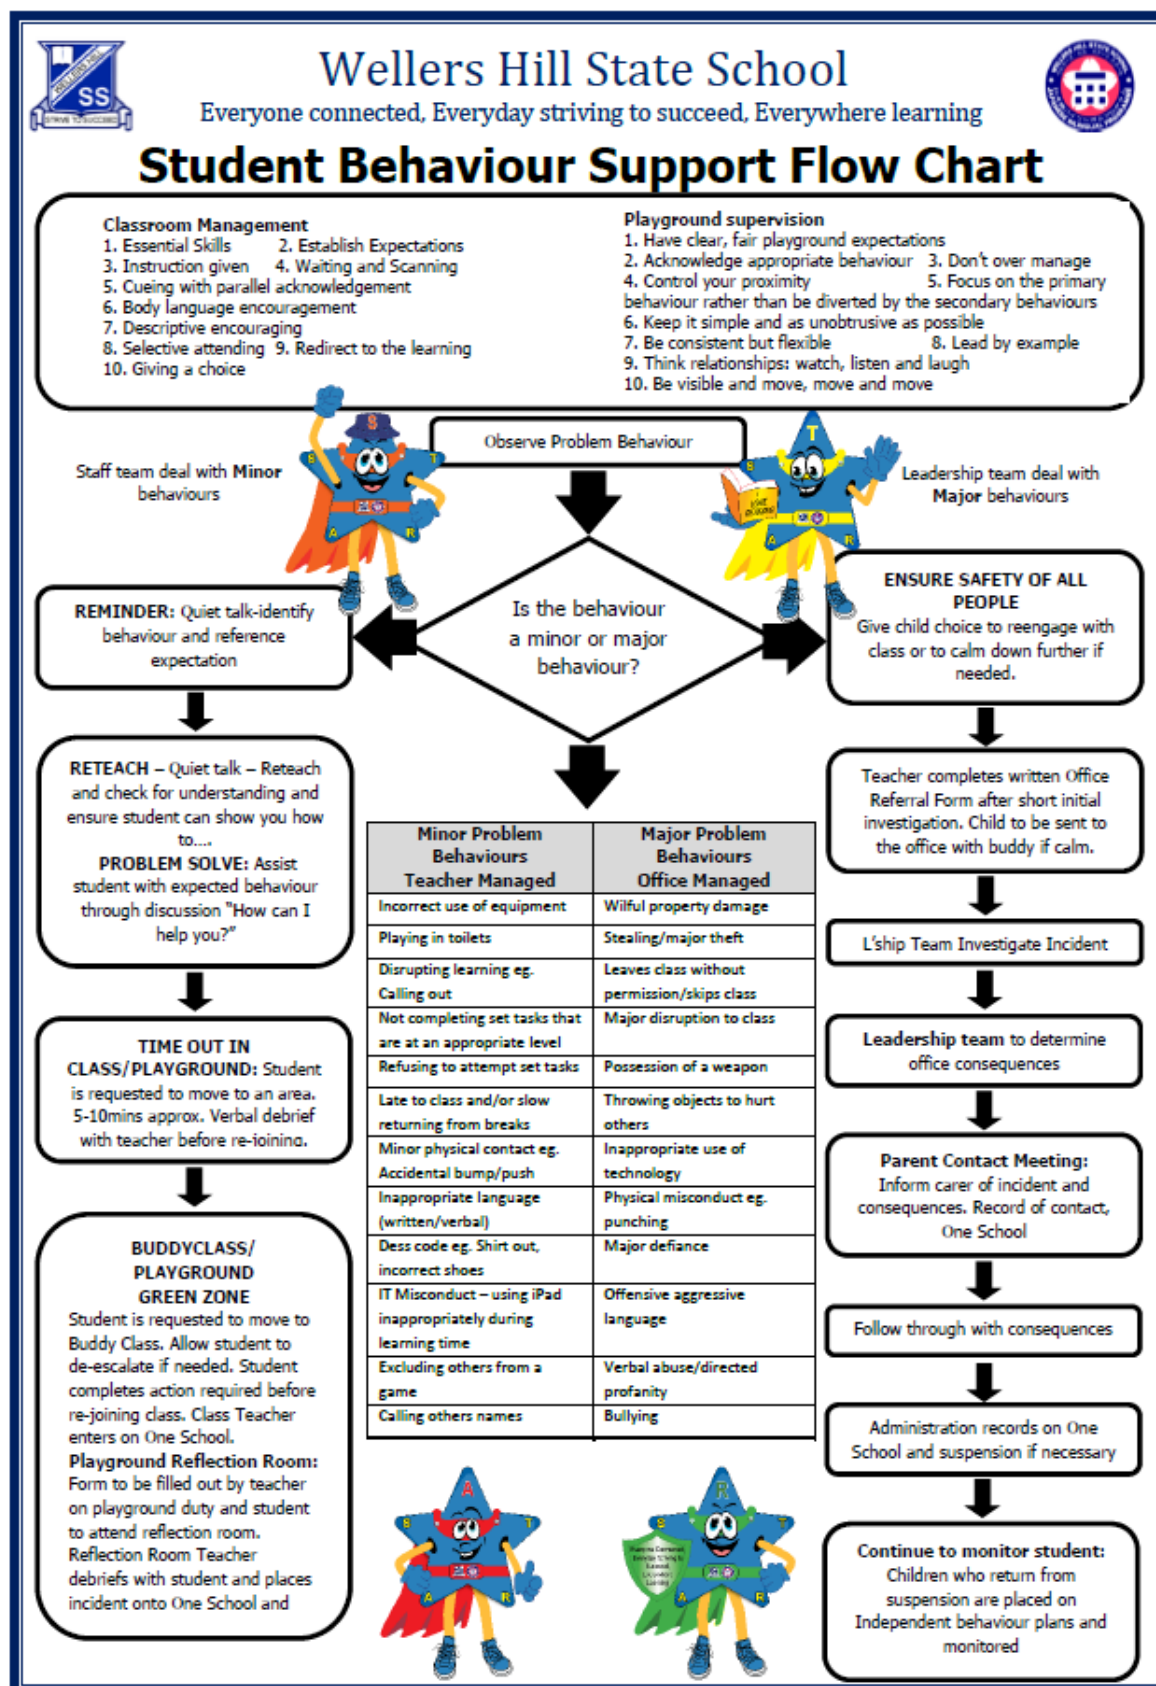 WELLERS HILL
SS
STRIVE TO SUCCEED
Wellers Hill State School
Everyone connected, Everyday striving to succeed, Everywhere learning
WELLERS HILL STATE SCHOOL
Student Behaviour Support Flow Chart
Classroom Management
1. Essential Skills 2. Establish Expectations
3. Instruction given 4. Waiting and Scanning
5. Cueing with parallel acknowledgement
6. Body language encouragement
7. Descriptive encouraging
8. Selective attending 9. Redirect to the learning
10. Giving a choice
Playground supervision
1. Have clear, fair playground expectations
2. Acknowledge appropriate behaviour 3. Don't over manage
4. Control your proximity 5. Focus on the primary
behaviour rather than be diverted by the secondary behaviours
6. Keep it simple and as unobtrusive as possible
7. Be consistent but flexible 8. Lead by example
9. Think relationships: watch, listen and laugh
10. Be visible and move, move and move
Observe Problem Behaviour
Staff team deal with Minor
behaviours
S
S
T
A
R
T
S
A
R
Leadership team deal with
Major behaviours
Is the behaviour
a minor or major
behaviour?
REMINDER: Quiet talk-identify
behaviour and reference
expectation
RETEACH – Quiet talk – Reteach
and check for understanding and
ensure student can show you how
to....
PROBLEM SOLVE: Assist
student with expected behaviour
through discussion "How can I
help you?"
TIME OUT IN
CLASS/PLAYGROUND: Student
is requested to move to an area.
5-10mins approx. Verbal debrief
with teacher before re-joining.
BUDDYCLASS/
PLAYGROUND
GREEN ZONE
Student is requested to move to
Buddy Class. Allow student to
de-escalate if needed. Student
completes action required before
re-joining class. Class Teacher
enters on One School.
Playground Reflection Room:
Form to be filled out by teacher
on playground duty and student
to attend reflection room.
Reflection Room Teacher
debriefs with student and places
incident onto One School and
Minor Problem
Behaviours
Teacher Managed
Major Problem
Behaviours
Office Managed
Incorrect use of equipment
Wilful property damage
Playing in toilets
Stealing/major theft
Disrupting learning eg.
Calling out
Leaves class without
permission/skips class
Not completing set tasks that
are at an appropriate level
Major disruption to class
Refusing to attempt set tasks
Possession of a weapon
Late to class and/or slow
returning from breaks
Throwing objects to hurt
others
Minor physical contact eg.
Accidental bump/push
Inappropriate use of
technology
Inappropriate language
(written/verbal)
Physical misconduct eg.
punching
Dess code eg. Shirt out,
incorrect shoes
Major defiance
IT Misconduct – using iPad
inappropriately during
learning time
Offensive aggressive
language
Excluding others from a
game
Verbal abuse/directed
profanity
Calling others names
Bullying
ENSURE SAFETY OF ALL
PEOPLE
Give child choice to reengage with
class or to calm down further if
needed.
Teacher completes written Office
Referral Form after short initial
investigation. Child to be sent to
the office with buddy if calm.
L'ship Team Investigate Incident
Leadership team to determine
office consequences
Parent Contact Meeting:
Inform carer of incident and
consequences. Record of contact,
One School
Follow through with consequences
Administration records on One
School and suspension if necessary
Continue to monitor student:
Children who return from
suspension are placed on
Independent behaviour plans and
monitored
A
S
T
A
R
R
S
T
A
R